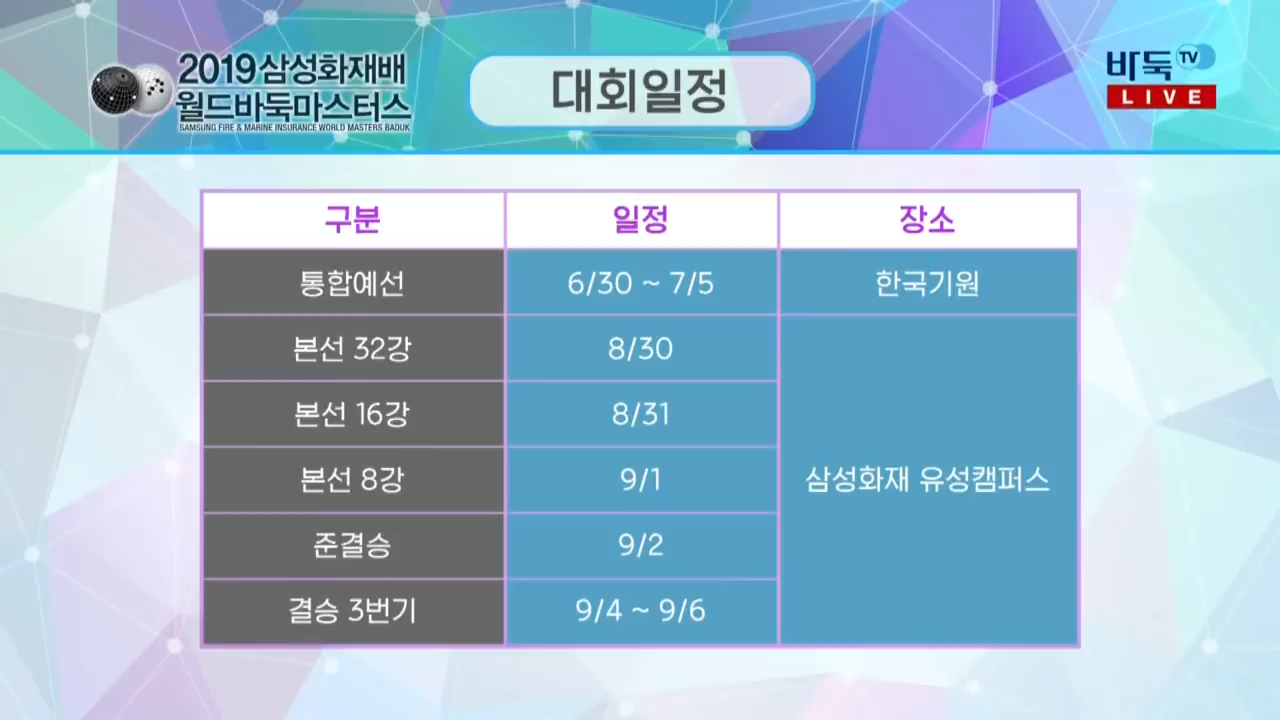 2019 삼성화재배
월드바둑마스터스
SAMSUNG FIRE & MARINE INSURANCE WORLD MASTERS BADUK
대회일정
바둑TV
LIVE
구분 일정 장소
통합예선 6/30 ~ 7/5 한국기원
본선 32강 8/30
본선 16강 8/31
본선 8강 9/1 삼성화재 유성캠퍼스
준결승 9/2
결승 3번기 9/4 ~ 9/6